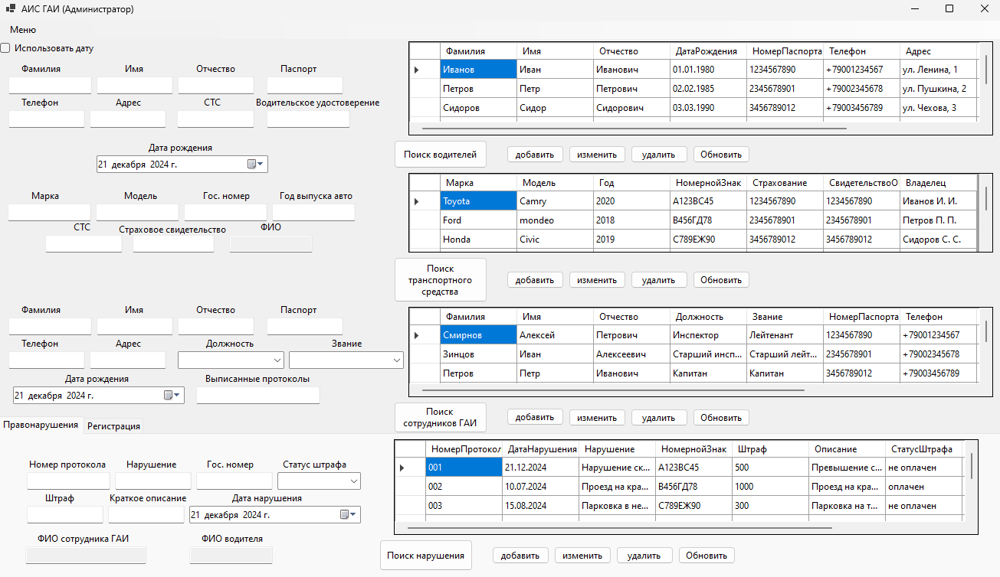 АИС ГАИ (Администратор)
Меню
Использовать дату
Фамилия Имя Отчество Паспорт
Телефон Адрес СТС Водительское удостоверение
Дата рождения
21 декабря 2024 г.
Фамилия Имя Отчество ДатаРождения НомерПаспорта Телефон Адрес
Иванов Иван Иванович 01.01.1980 1234567890 +79001234567 ул. Ленина, 1
Петров Петр Петрович 02.02.1985 2345678901 +79002345678 ул. Пушкина, 2
Сидоров Сидор Сидорович 03.03.1990 3456789012 +79003456789 ул. Чехова, 3
Поиск водителей добавить изменить удалить Обновить
Марка Модель Гос. номер Год выпуска авто
СТС Страховое свидетельство ФИО
Марка Модель Год НомернойЗнак Страхование СвидетельствоО Владелец
Toyota Camry 2020 А123ВС45 1234567890 1234567890 Иванов И. И.
Ford mondeo 2018 В456ГД78 2345678901 2345678901 Петров П. П.
Honda Civic 2019 С789ЕЖ90 3456789012 3456789012 Сидоров С. С.
Поиск
транспортного
средства
добавить изменить удалить Обновить
Фамилия Имя Отчество Паспорт
Телефон Адрес Должность Звание
Дата рождения Выписанные протоколы
21 декабря 2024 г.
Фамилия Имя Отчество Должность Звание НомерПаспорта Телефон
Смирнов Алексей Петрович Инспектор Лейтенант 1234567890 +79001234567
Зинцов Иван Алексеевич Старший инсп... Старший лейт... 2345678901 +79002345678
Петров Петр Иванович Капитан Капитан 3456789012 +79003456789
Поиск
сотрудников ГАИ
добавить изменить удалить Обновить
Правонарушения Регистрация
Номер протокола Нарушение Гос. номер Статус штрафа
Штраф Краткое описание Дата нарушения
21 декабря 2024 г.
ФИО сотрудника ГАИ ФИО водителя
НомерПротокол ДатаНарушения Нарушение НомернойЗнак Штраф Описание СтатусШтрафа
001 21.12.2024 Нарушение ск... А123ВС45 500 Превышение с... не оплачен
002 10.07.2024 Проезд на кра... В456ГД78 1000 Проезд на кра... оплачен
003 15.08.2024 Парковка в не... С789ЕЖ90 300 Парковка на т... не оплачен
Поиск нарушения добавить изменить удалить Обновить